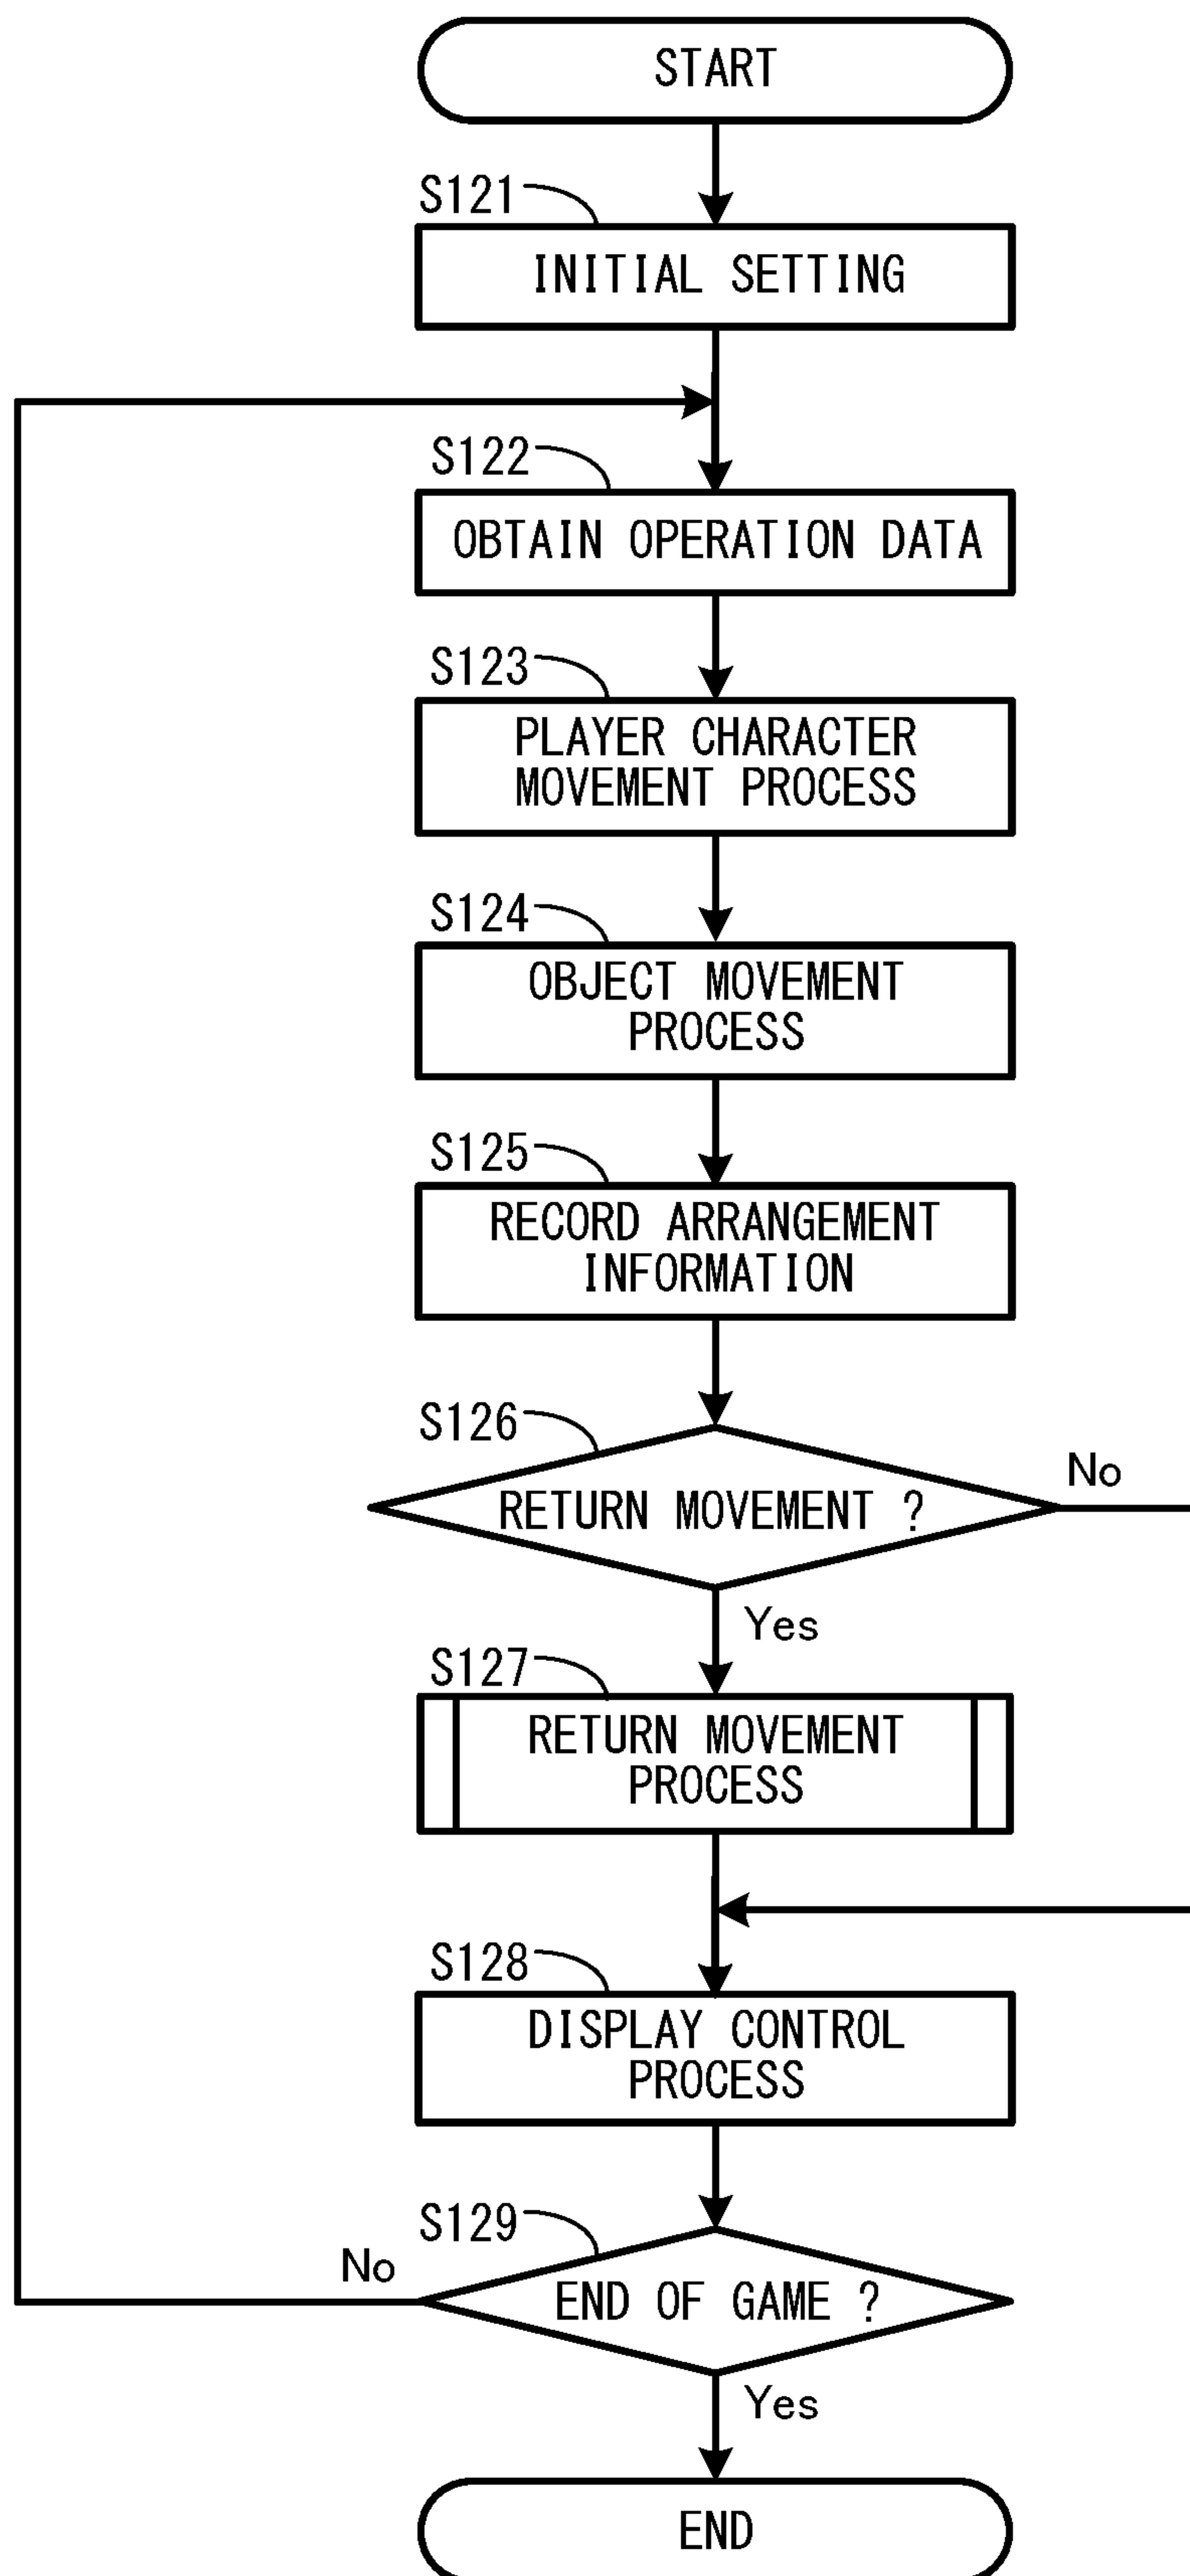 START
S121
INITIAL SETTING
S122
OBTAIN OPERATION DATA
S123
PLAYER CHARACTER
MOVEMENT PROCESS
S124
OBJECT MOVEMENT
PROCESS
S125
RECORD ARRANGEMENT
INFORMATION
S126
No
RETURN MOVEMENT ?
Yes
S127
RETURN MOVEMENT
PROCESS
S128
DISPLAY CONTROL
PROCESS
S129
No
END OF GAME ?
Yes
END